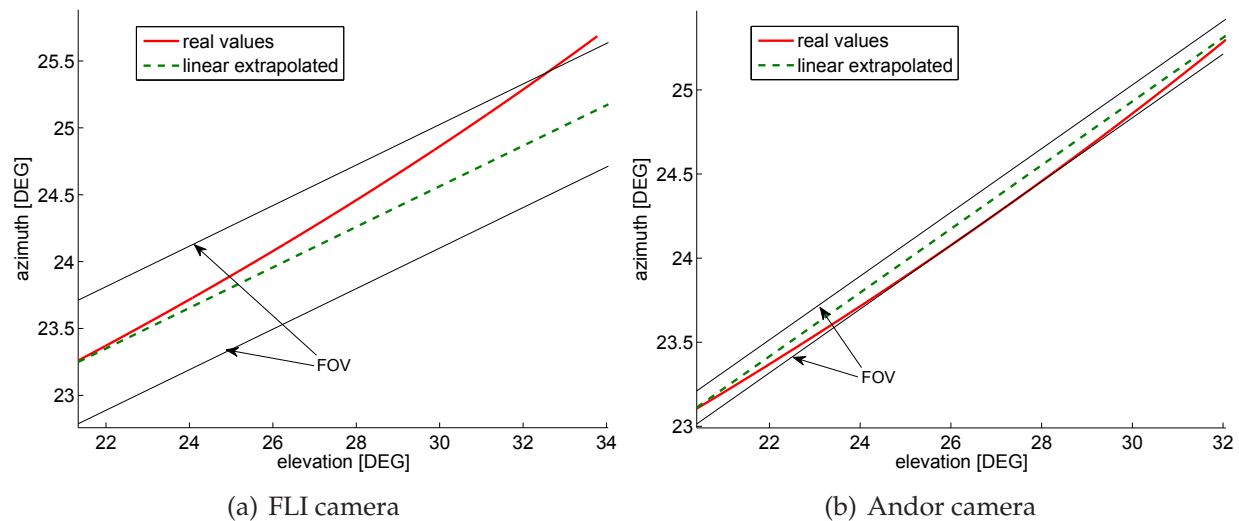 real values
linear extrapolated
25.5
25
24.5
24
23.5
23
azimuth [DEG]
FOV
22 24 26 28 30 32 34
elevation [DEG]
(a) FLI camera
real values
linear extrapolated
25
24.5
24
23.5
23
azimuth [DEG]
FOV
22 24 26 28 30 32
elevation [DEG]
(b) Andor camera